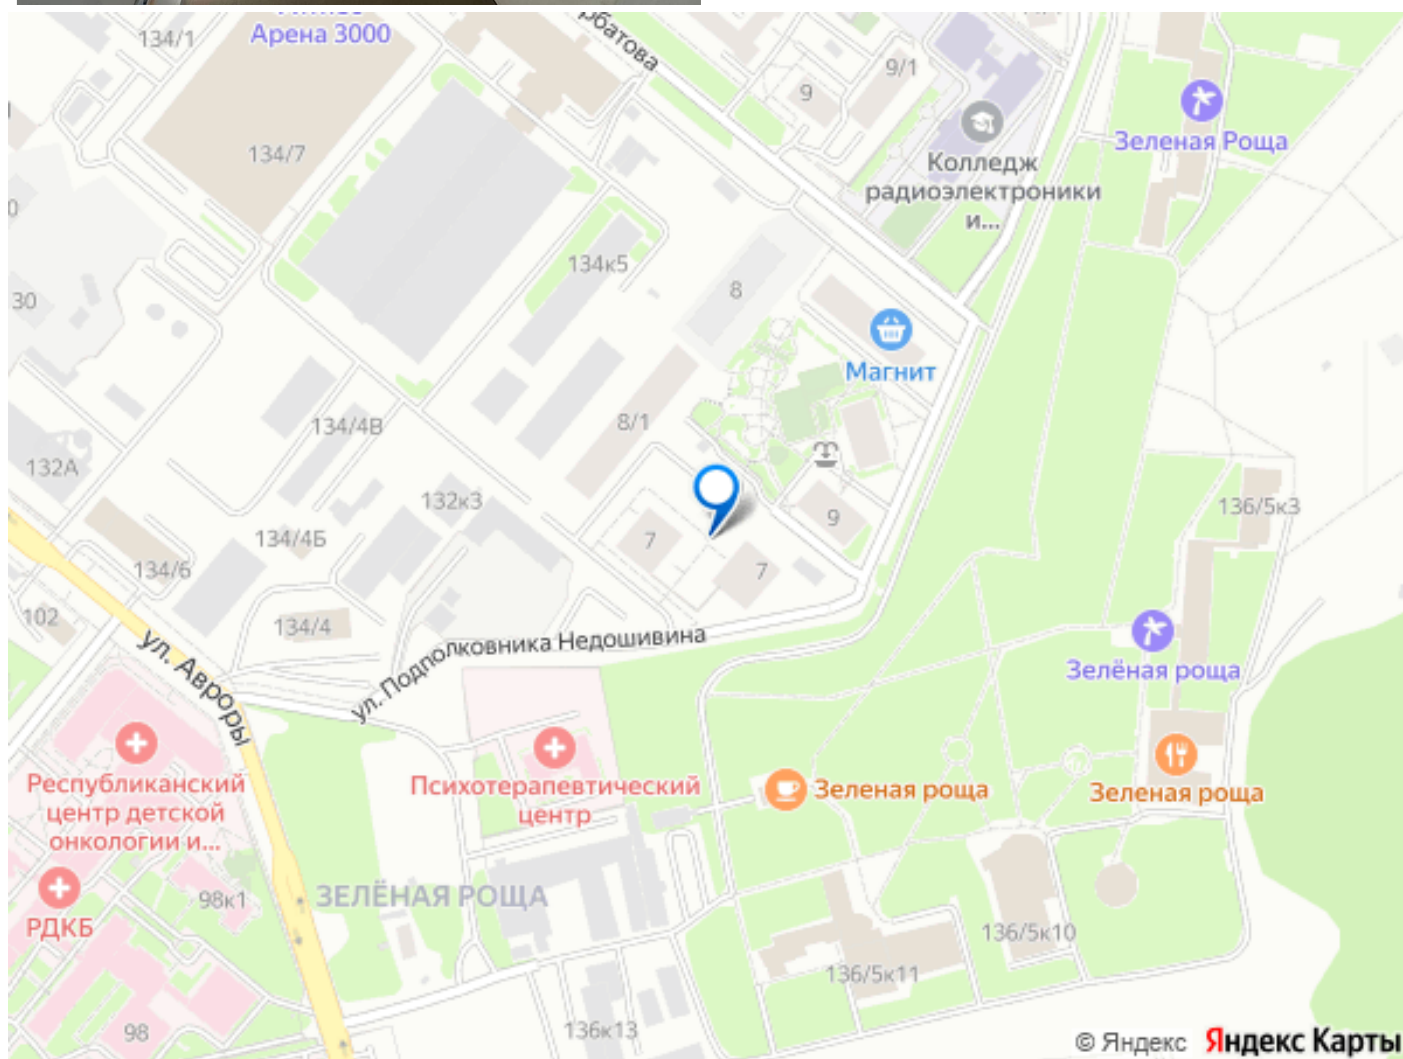 134/1
Арена 3000
рбатова
9/1
9
Зеленая Роща
134/7
Колледж
радиоэлектроники
и...
134к5
8
30
Магнит
8/1
134/4В
132А
132к3
9
136/5к3
134/4Б
7
7
134/6
102
134/4
ул. Подполковника Недошивина
ул. Авроры
Зелёная роща
Республиканский
центр детской
онкологии и...
Психотерапевтический
центр
Зеленая роща
Зеленая роща
98к1
ЗЕЛЁНАЯ РОЩА
РДКБ
136/5к10
136/5к11
98
136к13
© Яндекс Яндекс Карты